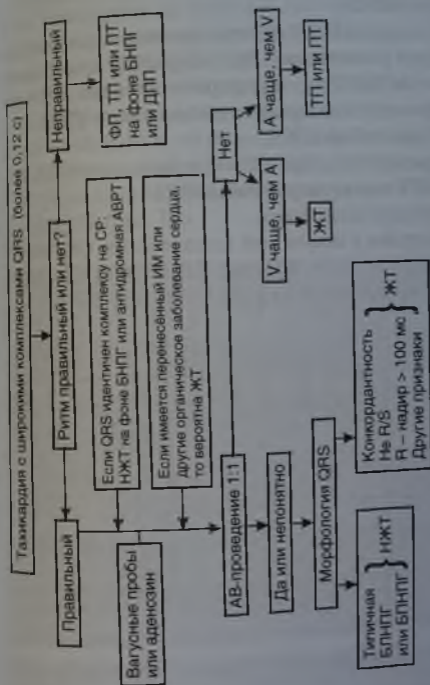 Тахикардия с широкими комплексами QRS (более 0,12 с)
Ритм правильный или нет?
Правильный
Неправильный
ФП, ТП или ПТ
на фоне БНПГ
или ДПП
Если QRS идентичен комплексу на СР:
НЖТ на фоне БНПГ или антидромная АВРТ
Вагусные пробы
или аденозин
Если имеется перенесённый ИМ или
другие органическое заболевание сердца,
то вероятна ЖТ
АВ-проведение 1:1
Да или непонятно
Нет
V чаще, чем A
A чаще, чем V
ЖТ
ТП или ПТ
Морфология QRS
Типичная
БЛНПГ
или БПНПГ
} НЖТ
Конкордантность
Не R/S
R – надир > 100 мс
Другие признаки
} ЖТ